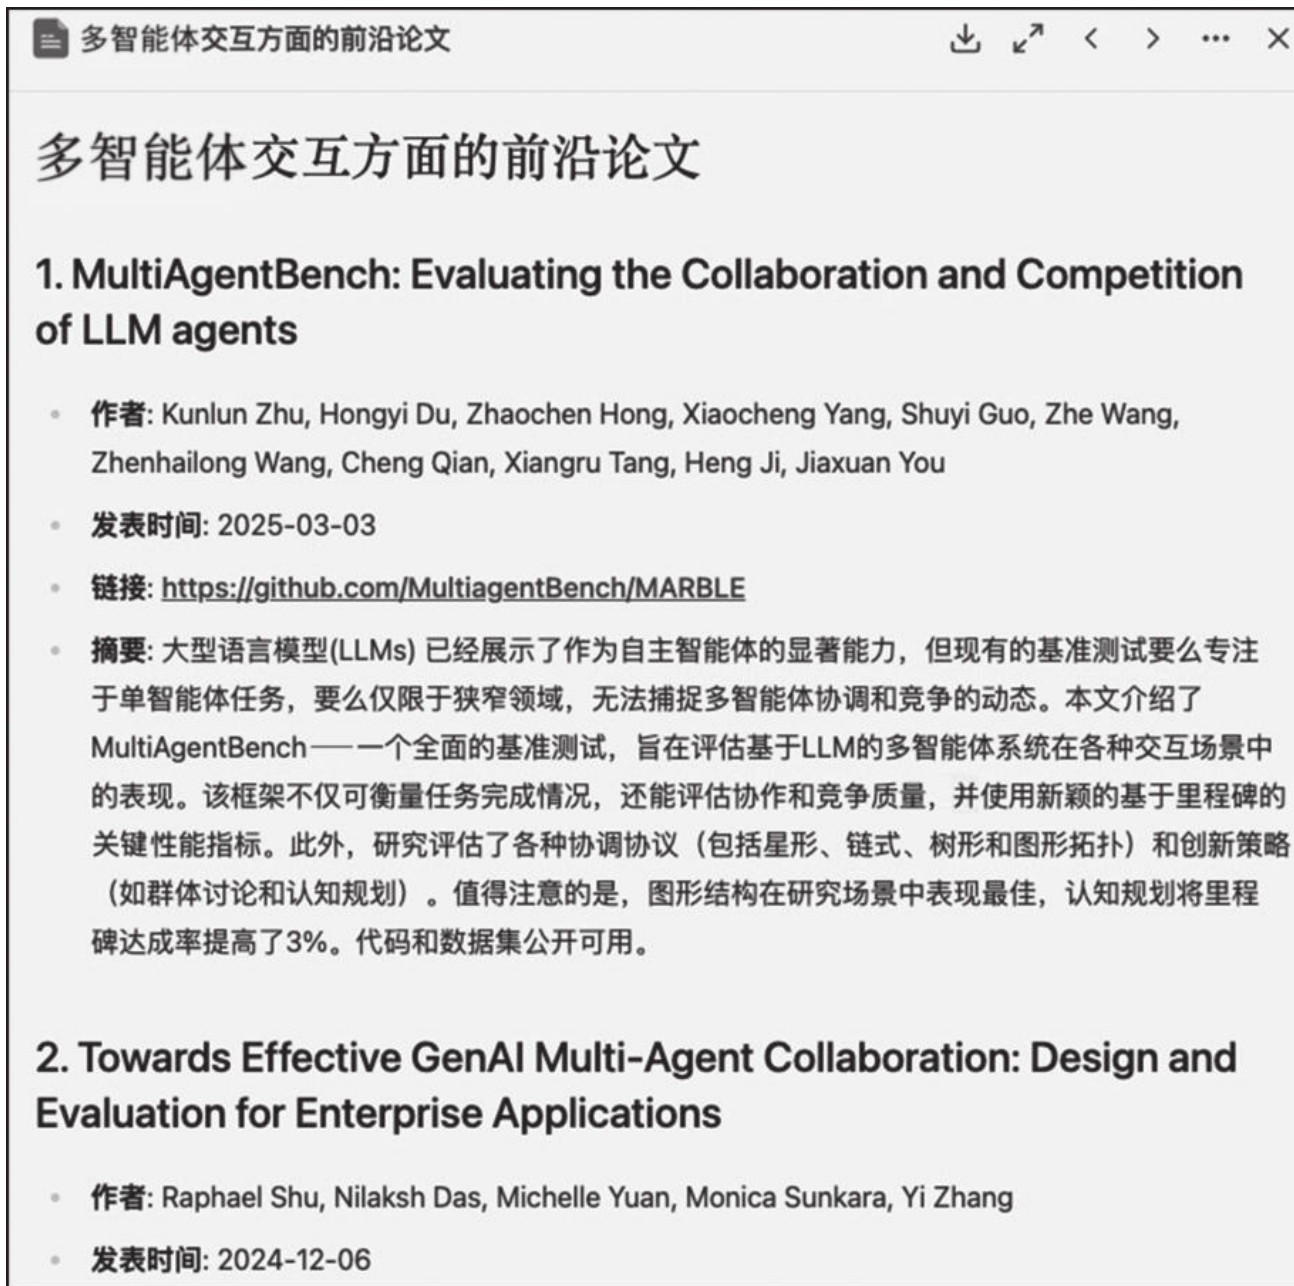 多智能体交互方面的前沿论文
多智能体交互方面的前沿论文
1. MultiAgentBench: Evaluating the Collaboration and Competition
of LLM agents
作者: Kunlun Zhu, Hongyi Du, Zhaochen Hong, Xiaocheng Yang, Shuyi Guo, Zhe Wang,
Zhenhailong Wang, Cheng Qian, Xiangru Tang, Heng Ji, Jiaxuan You
发表时间: 2025-03-03
链接: https://github.com/MultiagentBench/MARBLE
摘要: 大型语言模型(LLMs) 已经展示了作为自主智能体的显著能力，但现有的基准测试要么专注
于单智能体任务，要么仅限于狭窄领域，无法捕捉多智能体协调和竞争的动态。本文介绍了
MultiAgentBench——一个全面的基准测试，旨在评估基于LLM的多智能体系统在各种交互场景中
的表现。该框架不仅可衡量任务完成情况，还能评估协作和竞争质量，并使用新颖的基于里程碑的
关键性能指标。此外，研究评估了各种协调协议（包括星形、链式、树形和图形拓扑）和创新策略
（如群体讨论和认知规划）。值得注意的是，图形结构在研究场景中表现最佳，认知规划将里程
碑达成率提高了3%。代码和数据集公开可用。
2. Towards Effective GenAI Multi-Agent Collaboration: Design and
Evaluation for Enterprise Applications
作者: Raphael Shu, Nilaksh Das, Michelle Yuan, Monica Sunkara, Yi Zhang
发表时间: 2024-12-06